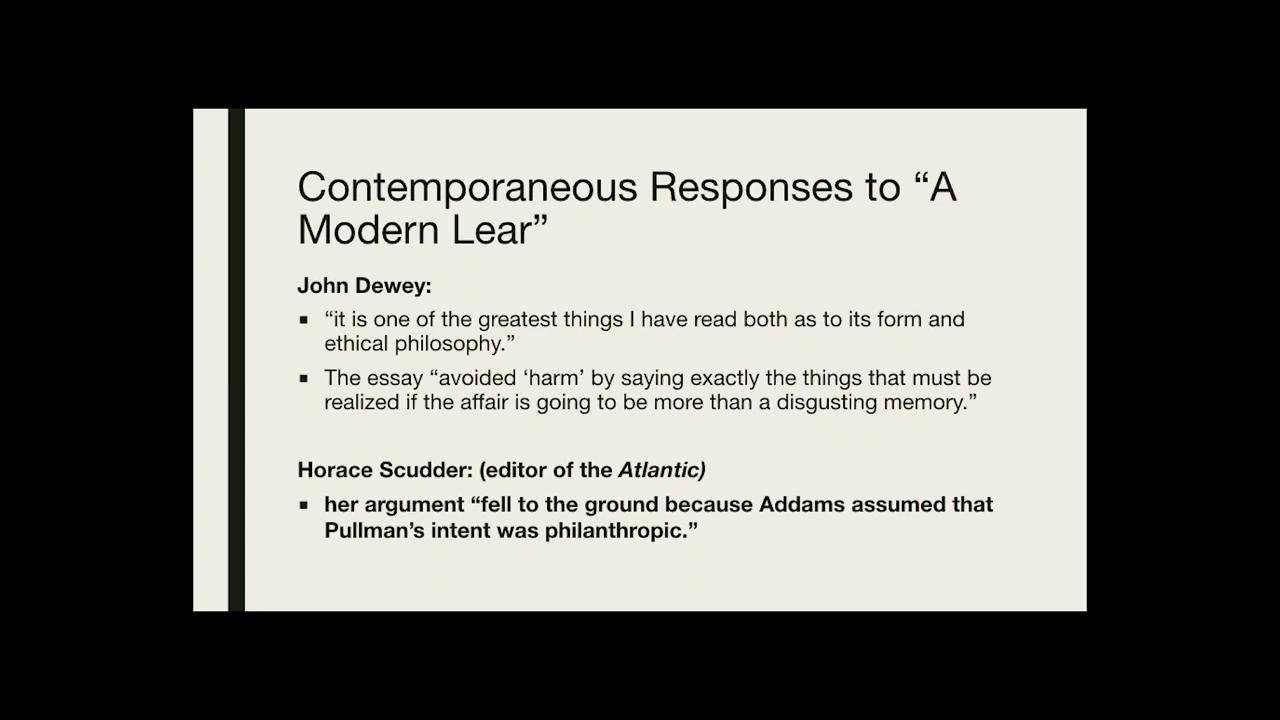 Contemporaneous Responses to “A
Modern Lear”
John Dewey:
▪ “it is one of the greatest things I have read both as to its form and
ethical philosophy.”
▪ The essay “avoided ‘harm’ by saying exactly the things that must be
realized if the affair is going to be more than a disgusting memory.”
Horace Scudder: (editor of the Atlantic)
▪ her argument “fell to the ground because Addams assumed that
Pullman’s intent was philanthropic.”